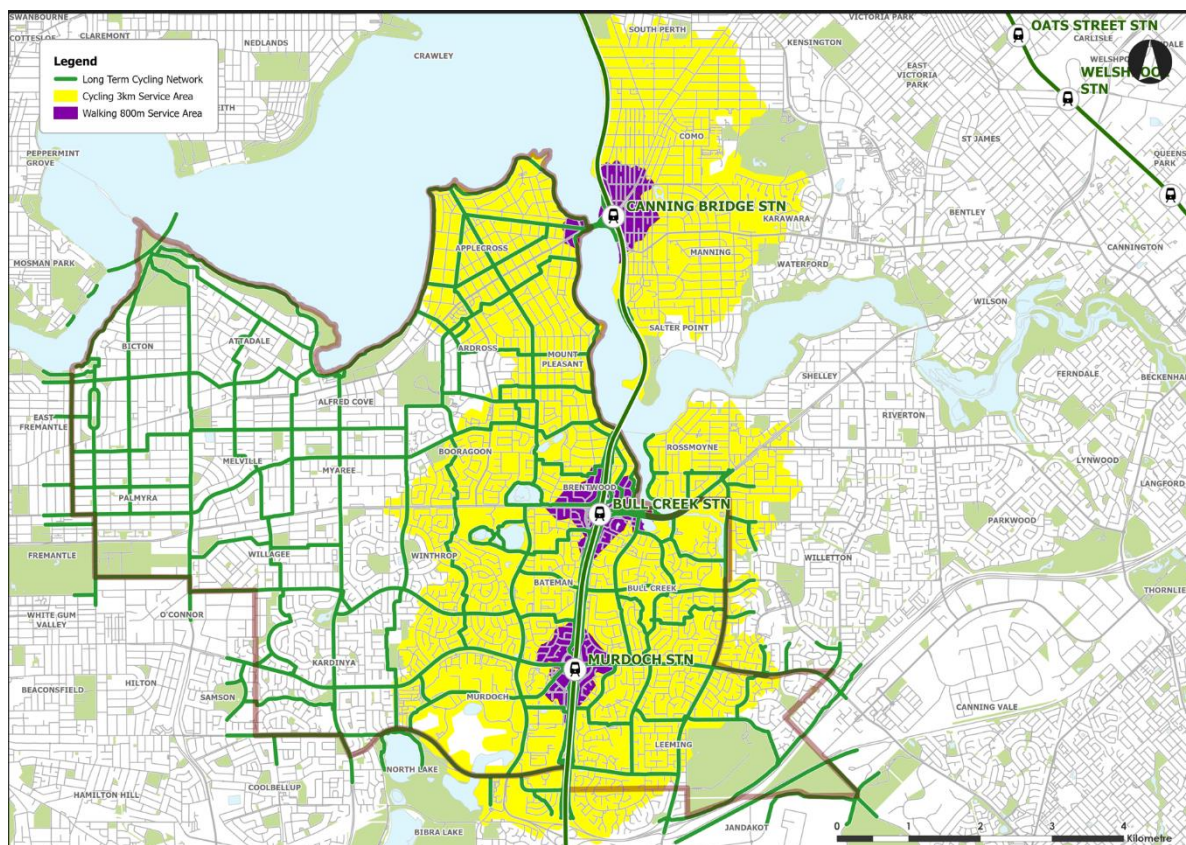 SWANBOURNE
COTTESLOE
CLAREMONT
NEDLANDS
CRAWLEY
SOUTH PERTH
KENSINGTON
VICTORIA PARK
OATS STREET STN
CARLISLE
EAST
VICTORIA
PARK
WELSHPOOL
STN
ST JAMES
QUEENS
PARK
Legend
Long Term Cycling Network
Cycling 3km Service Area
Walking 800m Service Area
PEPPERMINT
GROVE
COMO
CANNING BRIDGE STN
KARAWARA
BENTLEY
CANNINGTON
MOSMAN PARK
APPLECROSS
MANNING
WATERFORD
WILSON
SALTER POINT
BICTON
ATTADALE
ARDROSS
MOUNT
PLEASANT
SHELLEY
FERNDALE
BECKENHAM
EAST
FREMANTLE
ALFRED COVE
RIVERTON
ROSSMOYNE
BOORAGOON
MELVILLE
MYAREE
LYNWOOD
LANGFORD
PALMYRA
BRENTWOOD
BULL CREEK STN
PARKWOOD
FREMANTLE
WILLAGEE
WINTHROP
WILLETTON
BATEMAN
BULL CREEK
THORNLIE
WHITE GUM
VALLEY
O'CONNOR
KARDINYA
MURDOCH STN
BEACONSFIELD
HILTON
SAMSON
MURDOCH
CANNING VALE
LEEMING
NORTH LAKE
HAMILTON HILL
COOLBELLUP
BIBRA LAKE
JANDAKOT
0 1 2 3 4
Kilometre